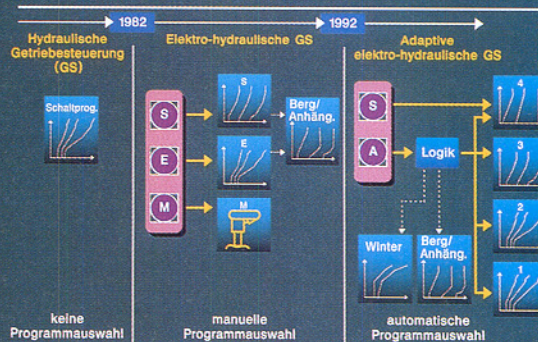 1982
1992
Hydraulische
Getriebesteuerung
(GS)
Schaltprog.
keine
Programmauswahl
Elektro-hydraulische GS
S
E
M
S
E
M
Berg/
Anhäng.
manuelle
Programmauswahl
Adaptive
elektro-hydraulische GS
S
A
Logik
4
3
2
1
Winter
Berg/
Anhäng.
automatische
Programmauswahl